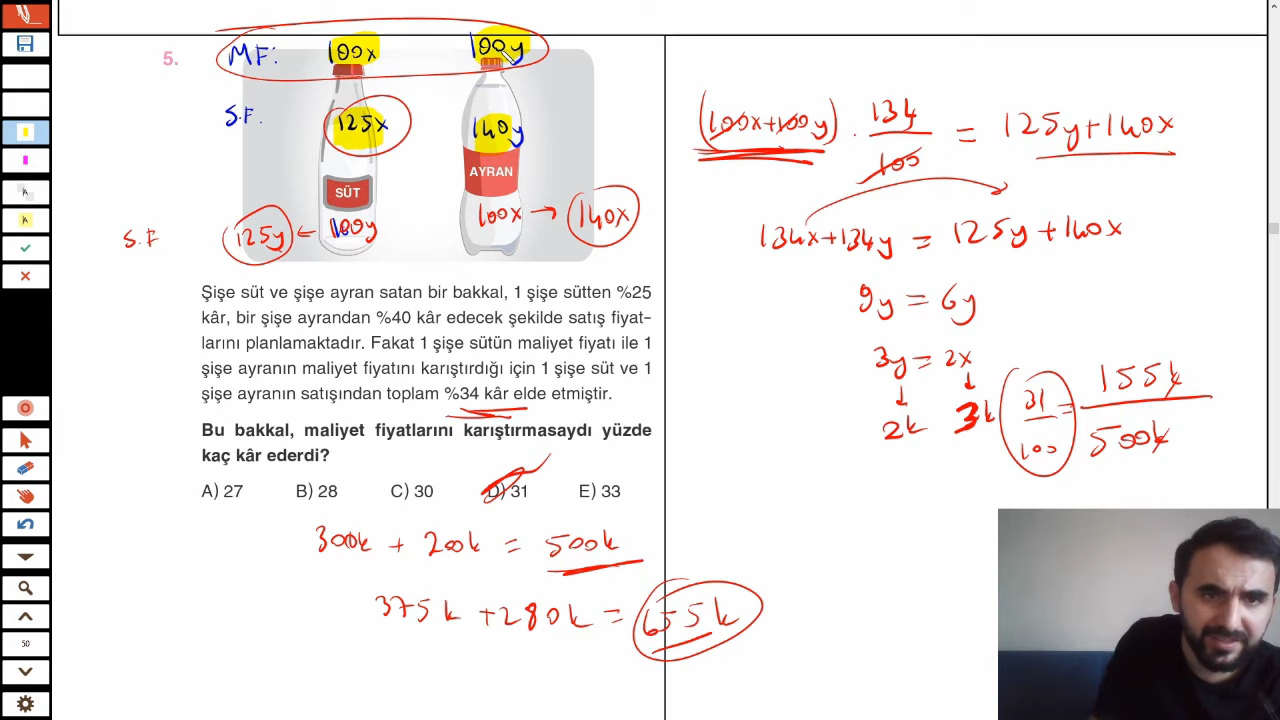 5.
MF: 100x 100y
S.F. 125x 140y
SÜT
AYRAN
S.F 125y ← 100y 100x → 140x
Şişe süt ve şişe ayran satan bir bakkal, 1 şişe sütten %25
kâr, bir şişe ayrandan %40 kâr edecek şekilde satış fiyat-
larını planlamaktadır. Fakat 1 şişe sütün maliyet fiyatı ile 1
şişe ayranın maliyet fiyatını karıştırdığı için 1 şişe süt ve 1
şişe ayranın satışından toplam %34 kâr elde etmiştir.
Bu bakkal, maliyet fiyatlarını karıştırmasaydı yüzde
kaç kâr ederdi?
A) 27 B) 28 C) 30 D) 31 E) 33
300k + 200k = 500k
375k + 280k = 655k
(100x+100y) . 134/100 = 125y+140x
134x+134y = 125y+140x
9y = 6y
3y = 2x
2k 3k
31/100 = 155k/500k
50